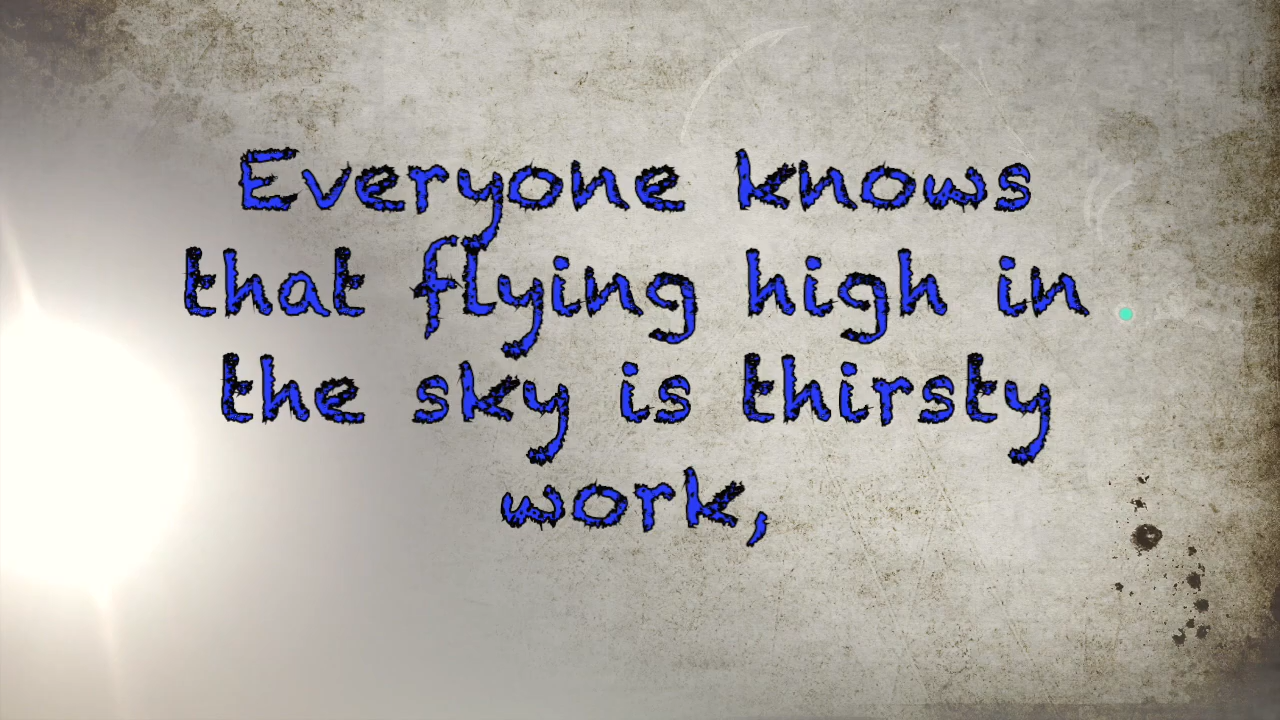 Everyone knows
that flying high in
the sky is thirsty
work,